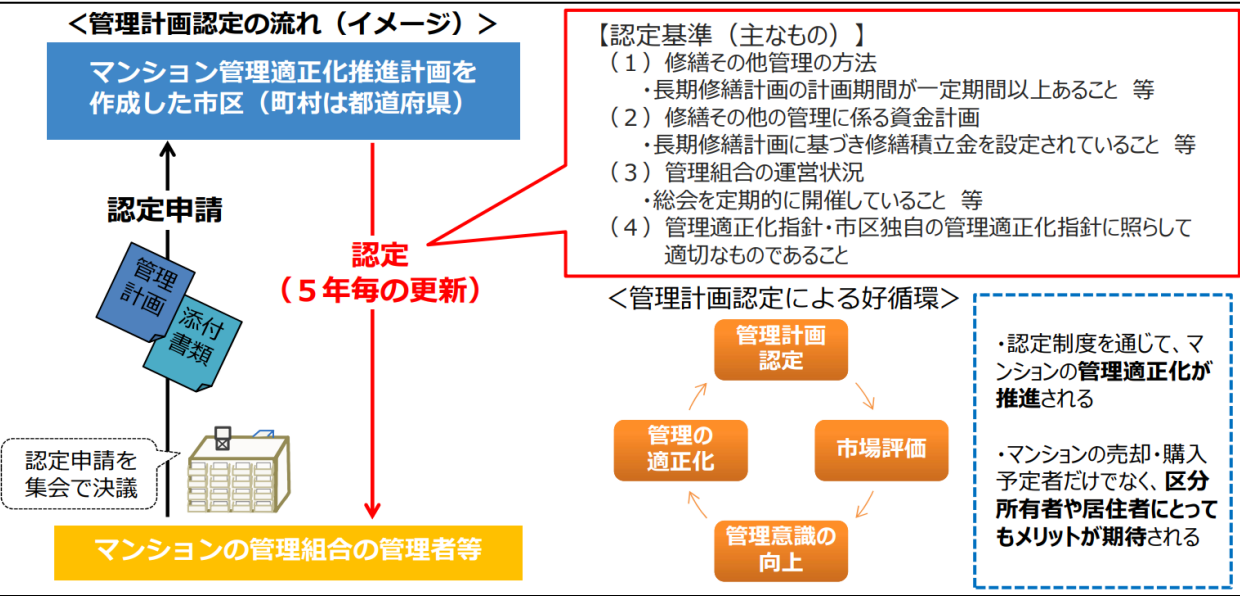 ＜管理計画認定の流れ（イメージ）＞
マンション管理適正化推進計画を
作成した市区（町村は都道府県）
認定申請
管理
計画
添付
書類
認定
（５年毎の更新）
認定申請を
集会で決議
マンションの管理組合の管理者等
【認定基準（主なもの）】
（１）修繕その他管理の方法
・長期修繕計画の計画期間が一定期間以上あること 等
（２）修繕その他の管理に係る資金計画
・長期修繕計画に基づき修繕積立金を設定されていること 等
（３）管理組合の運営状況
・総会を定期的に開催していること 等
（４）管理適正化指針・市区独自の管理適正化指針に照らして
適切なものであること
＜管理計画認定による好循環＞
管理計画
認定
市場評価
管理意識の
向上
管理の
適正化
・認定制度を通じて、マ
ンションの管理適正化が
推進される
・マンションの売却・購入
予定者だけでなく、区分
所有者や居住者にとって
もメリットが期待される